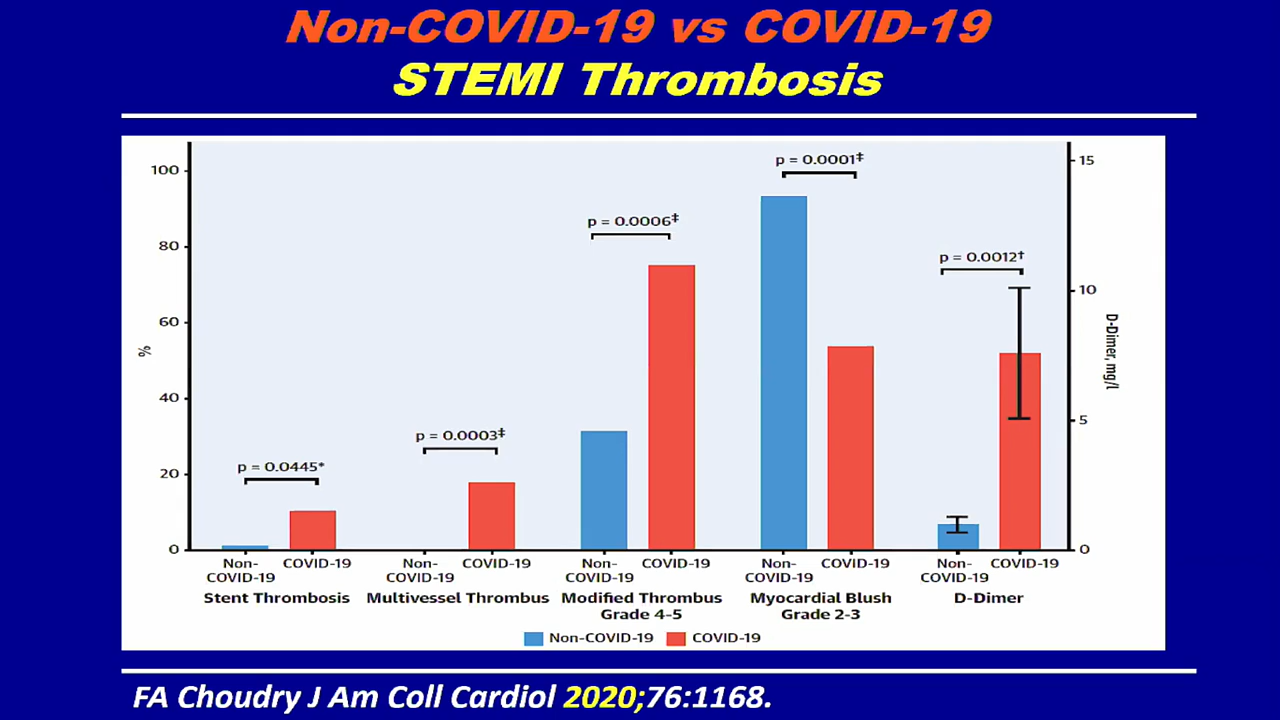 Non-COVID-19 vs COVID-19
STEMI Thrombosis
100
80
60
40
20
0
%
15
10
5
0
D-Dimer, mg/l
p = 0.0445*
p = 0.0003‡
p = 0.0006‡
p = 0.0001‡
p = 0.0012†
Non-COVID-19 COVID-19 Non-COVID-19 COVID-19 Non-COVID-19 COVID-19 Non-COVID-19 COVID-19 Non-COVID-19 COVID-19
Stent Thrombosis Multivessel Thrombus Modified Thrombus Myocardial Blush D-Dimer
Grade 4-5 Grade 2-3
Non-COVID-19 COVID-19
FA Choudry J Am Coll Cardiol 2020;76:1168.